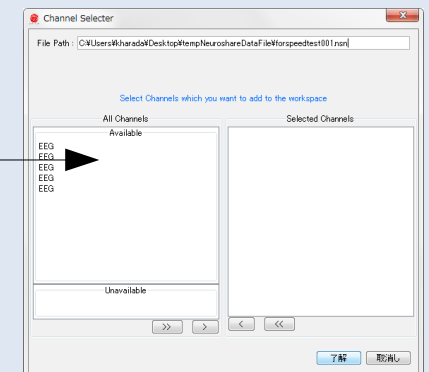 Channel Selecter
File Path : C:¥Users¥kharada¥Desktop¥tempNeuroshareDataFile¥forspeedtest001.nsn
Select Channels which you want to add to the workspace
All Channels
Selected Channels
Available
EEG
EEG
EEG
EEG
EEG
Unavailable
>> > < <<
了解 取消し